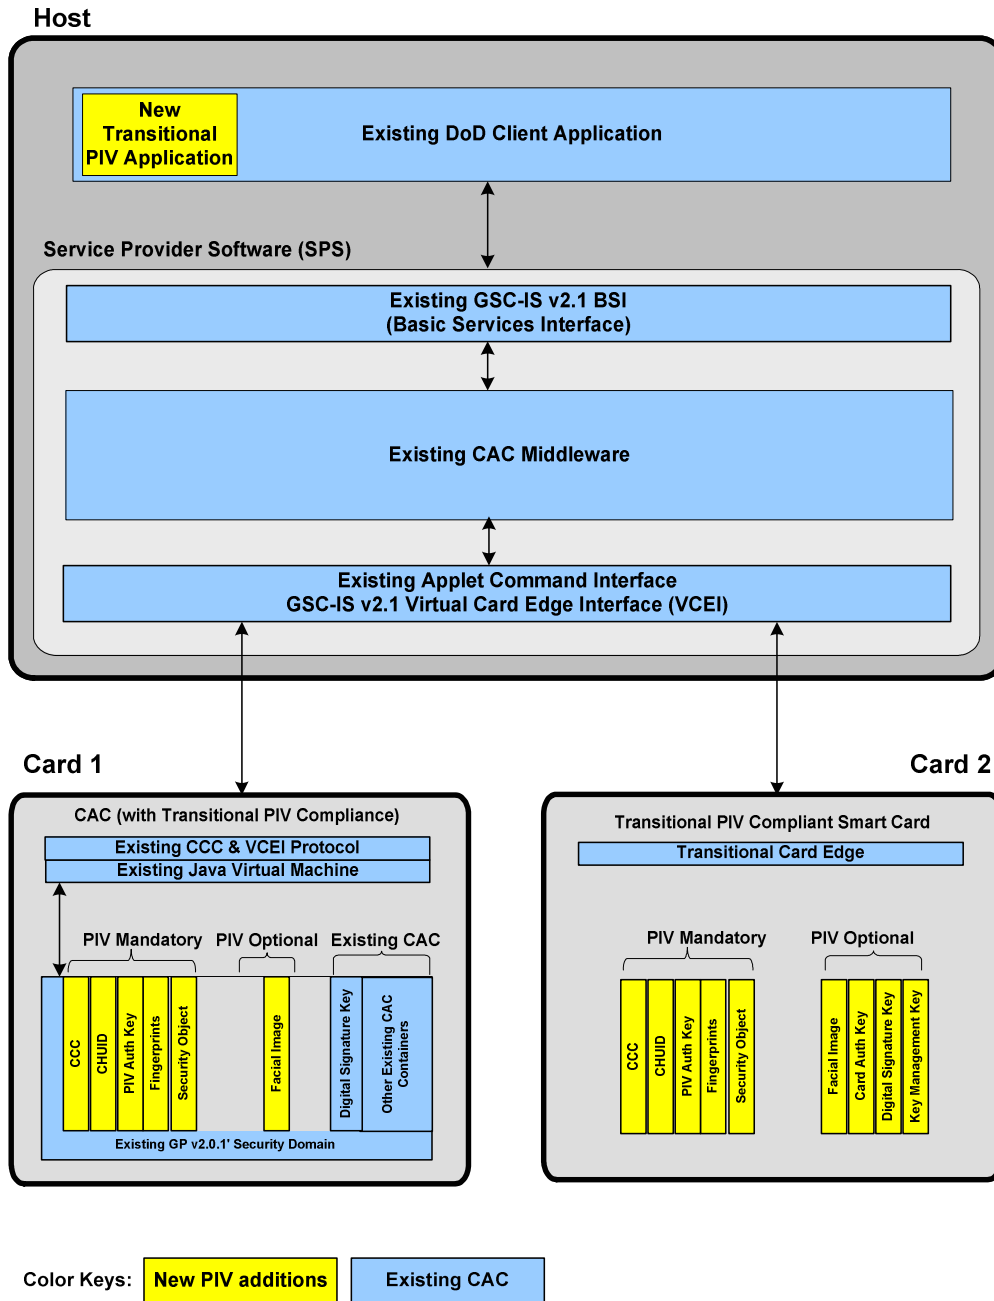 Host
New
Transitional
PIV Application
Existing DoD Client Application
Service Provider Software (SPS)
Existing GSC-IS v2.1 BSI
(Basic Services Interface)
Existing CAC Middleware
Existing Applet Command Interface
GSC-IS v2.1 Virtual Card Edge Interface (VCEI)
Card 1
CAC (with Transitional PIV Compliance)
Existing CCC & VCEI Protocol
Existing Java Virtual Machine
PIV Mandatory
PIV Optional
Existing CAC
CCC
CHUID
PIV Auth Key
Fingerprints
Security Object
Facial Image
Digital Signature Key
Other Existing CAC
Containers
Existing GP v2.0.1' Security Domain
Card 2
Transitional PIV Compliant Smart Card
Transitional Card Edge
PIV Mandatory
PIV Optional
CCC
CHUID
PIV Auth Key
Fingerprints
Security Object
Facial Image
Card Auth Key
Digital Signature Key
Key Management Key
Color Keys:
New PIV additions
Existing CAC